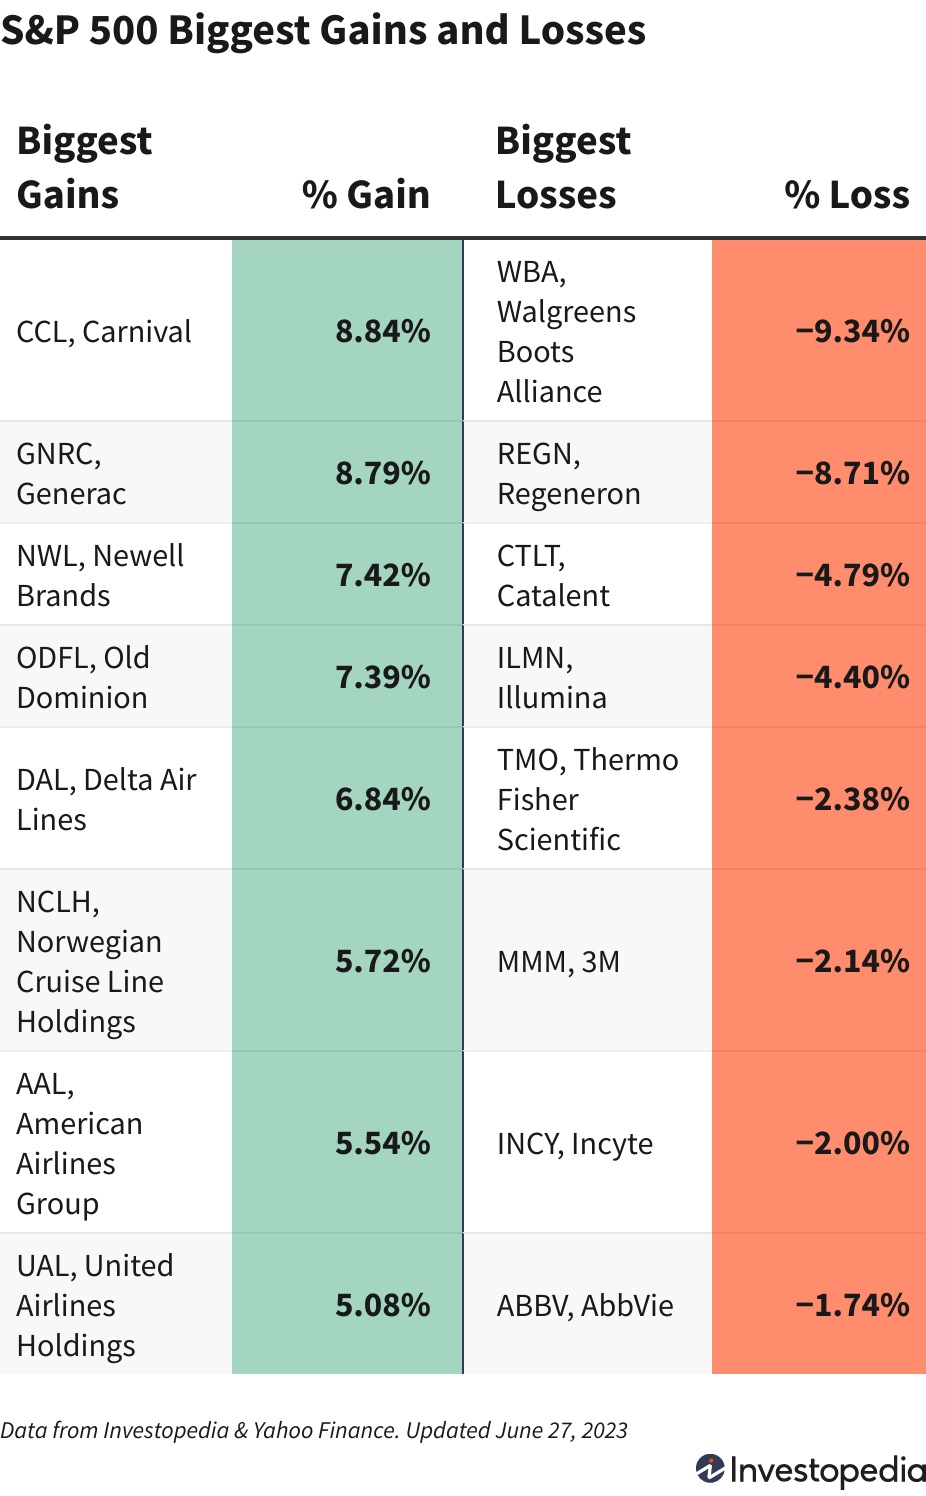 S&P 500 Biggest Gains and Losses
Biggest
Gains
% Gain
Biggest
Losses
% Loss
CCL, Carnival
8.84%
WBA,
Walgreens
Boots
Alliance
−9.34%
GNRC,
Generac
8.79%
REGN,
Regeneron
−8.71%
NWL, Newell
Brands
7.42%
CTLT,
Catalent
−4.79%
ODFL, Old
Dominion
7.39%
ILMN,
Illumina
−4.40%
DAL, Delta Air
Lines
6.84%
TMO, Thermo
Fisher
Scientific
−2.38%
NCLH,
Norwegian
Cruise Line
Holdings
5.72%
MMM, 3M
−2.14%
AAL,
American
Airlines
Group
5.54%
INCY, Incyte
−2.00%
UAL, United
Airlines
Holdings
5.08%
ABBV, AbbVie
−1.74%
Data from Investopedia & Yahoo Finance. Updated June 27, 2023
Investopedia